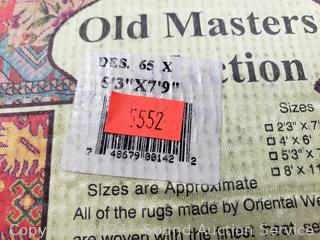 Old Masters
ction
DES. 65 X
5'3"X7'9"
5552
7 48679 00142 2
Sizes
2'3" x 7'
4' x 6'
5'3" x 7'
8' x 11'
Sizes are Approximate
All of the rugs made by Oriental We
are woven with the finest